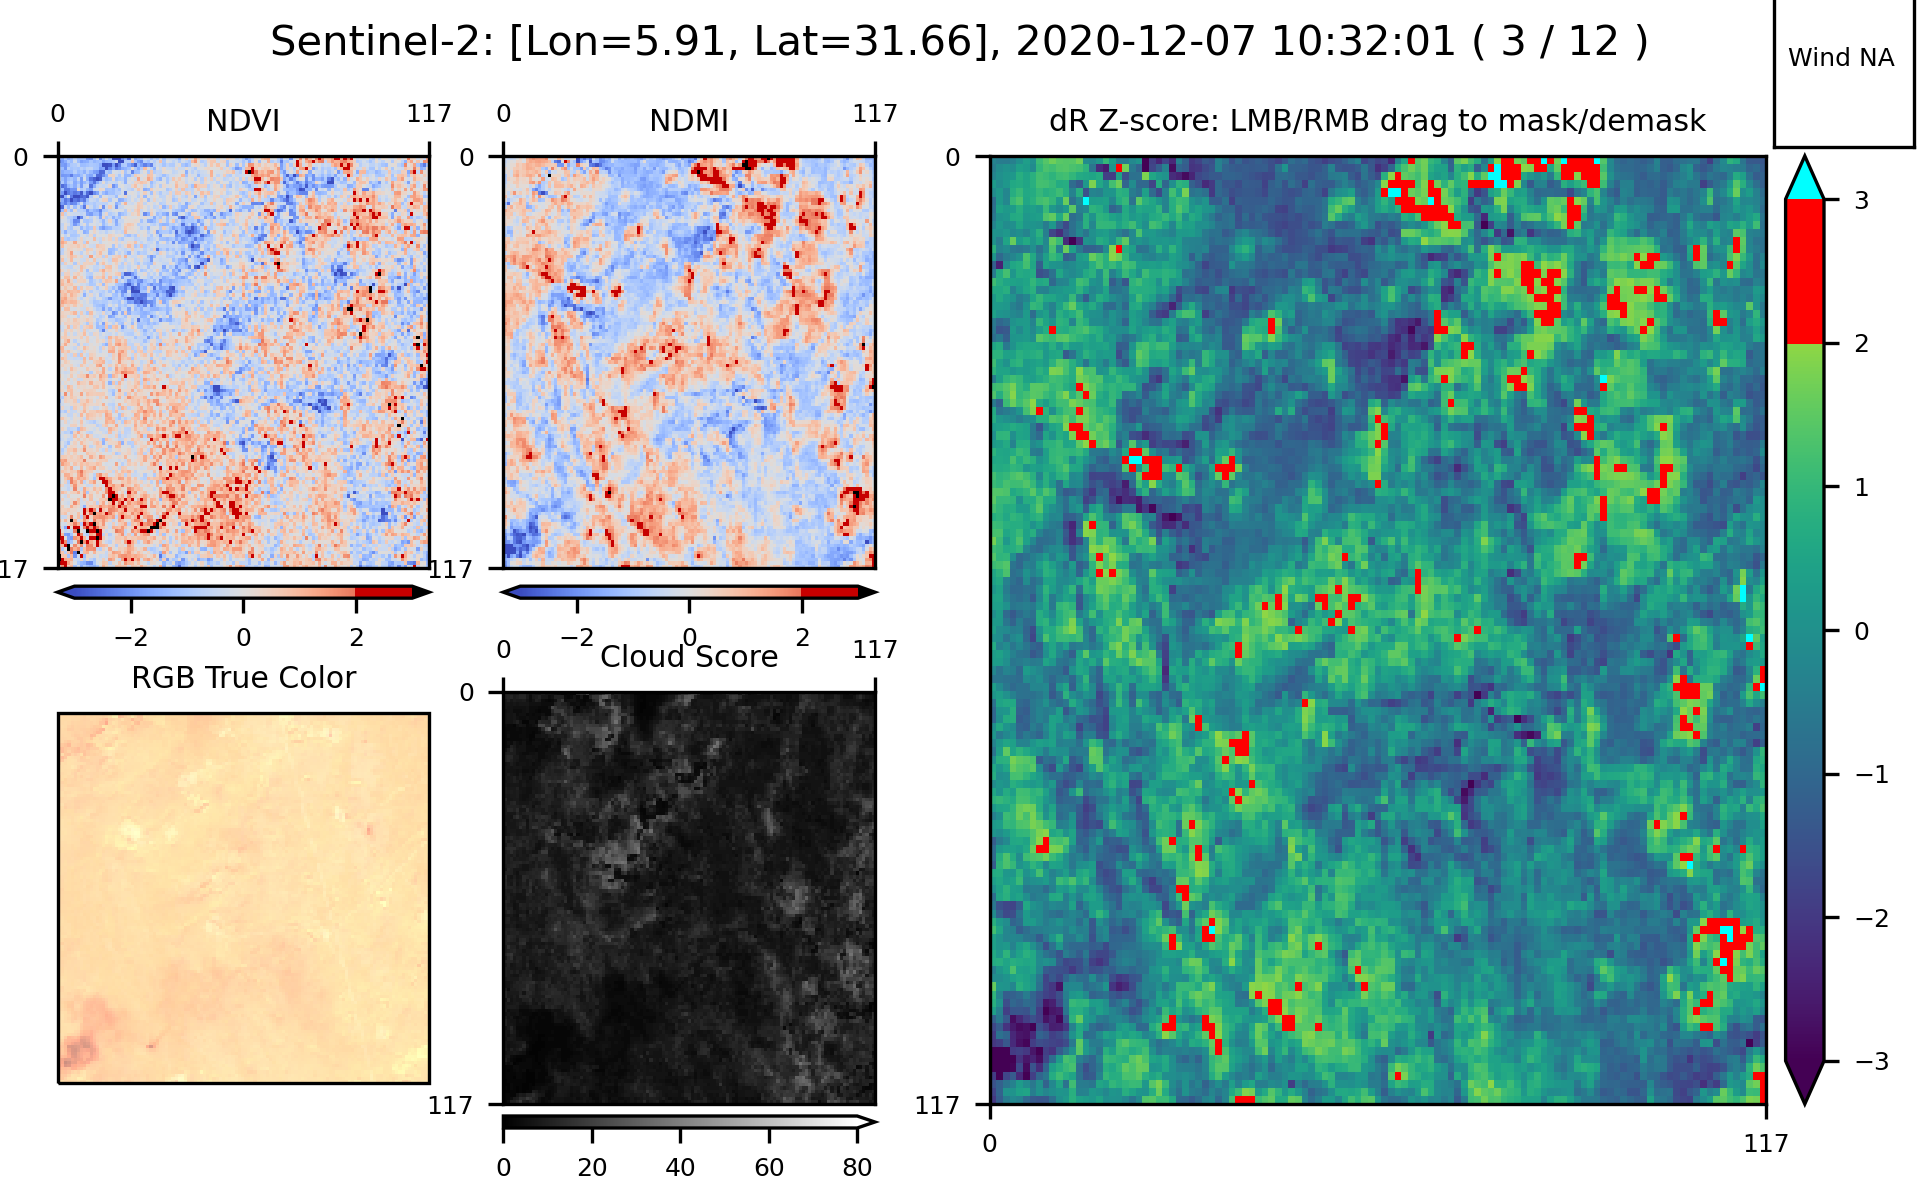 Sentinel-2: [Lon=5.91, Lat=31.66], 2020-12-07 10:32:01 ( 3 / 12 )
Wind NA
0 NDVI 117
0 NDMI 117
dR Z-score: LMB/RMB drag to mask/demask
0
0
0
3
2
1
0
−1
−2
−3
17
117
−2 0 2
−2 0 2
RGB True Color
0 Cloud Score 117
0
117
0 20 40 60 80
117
0 117